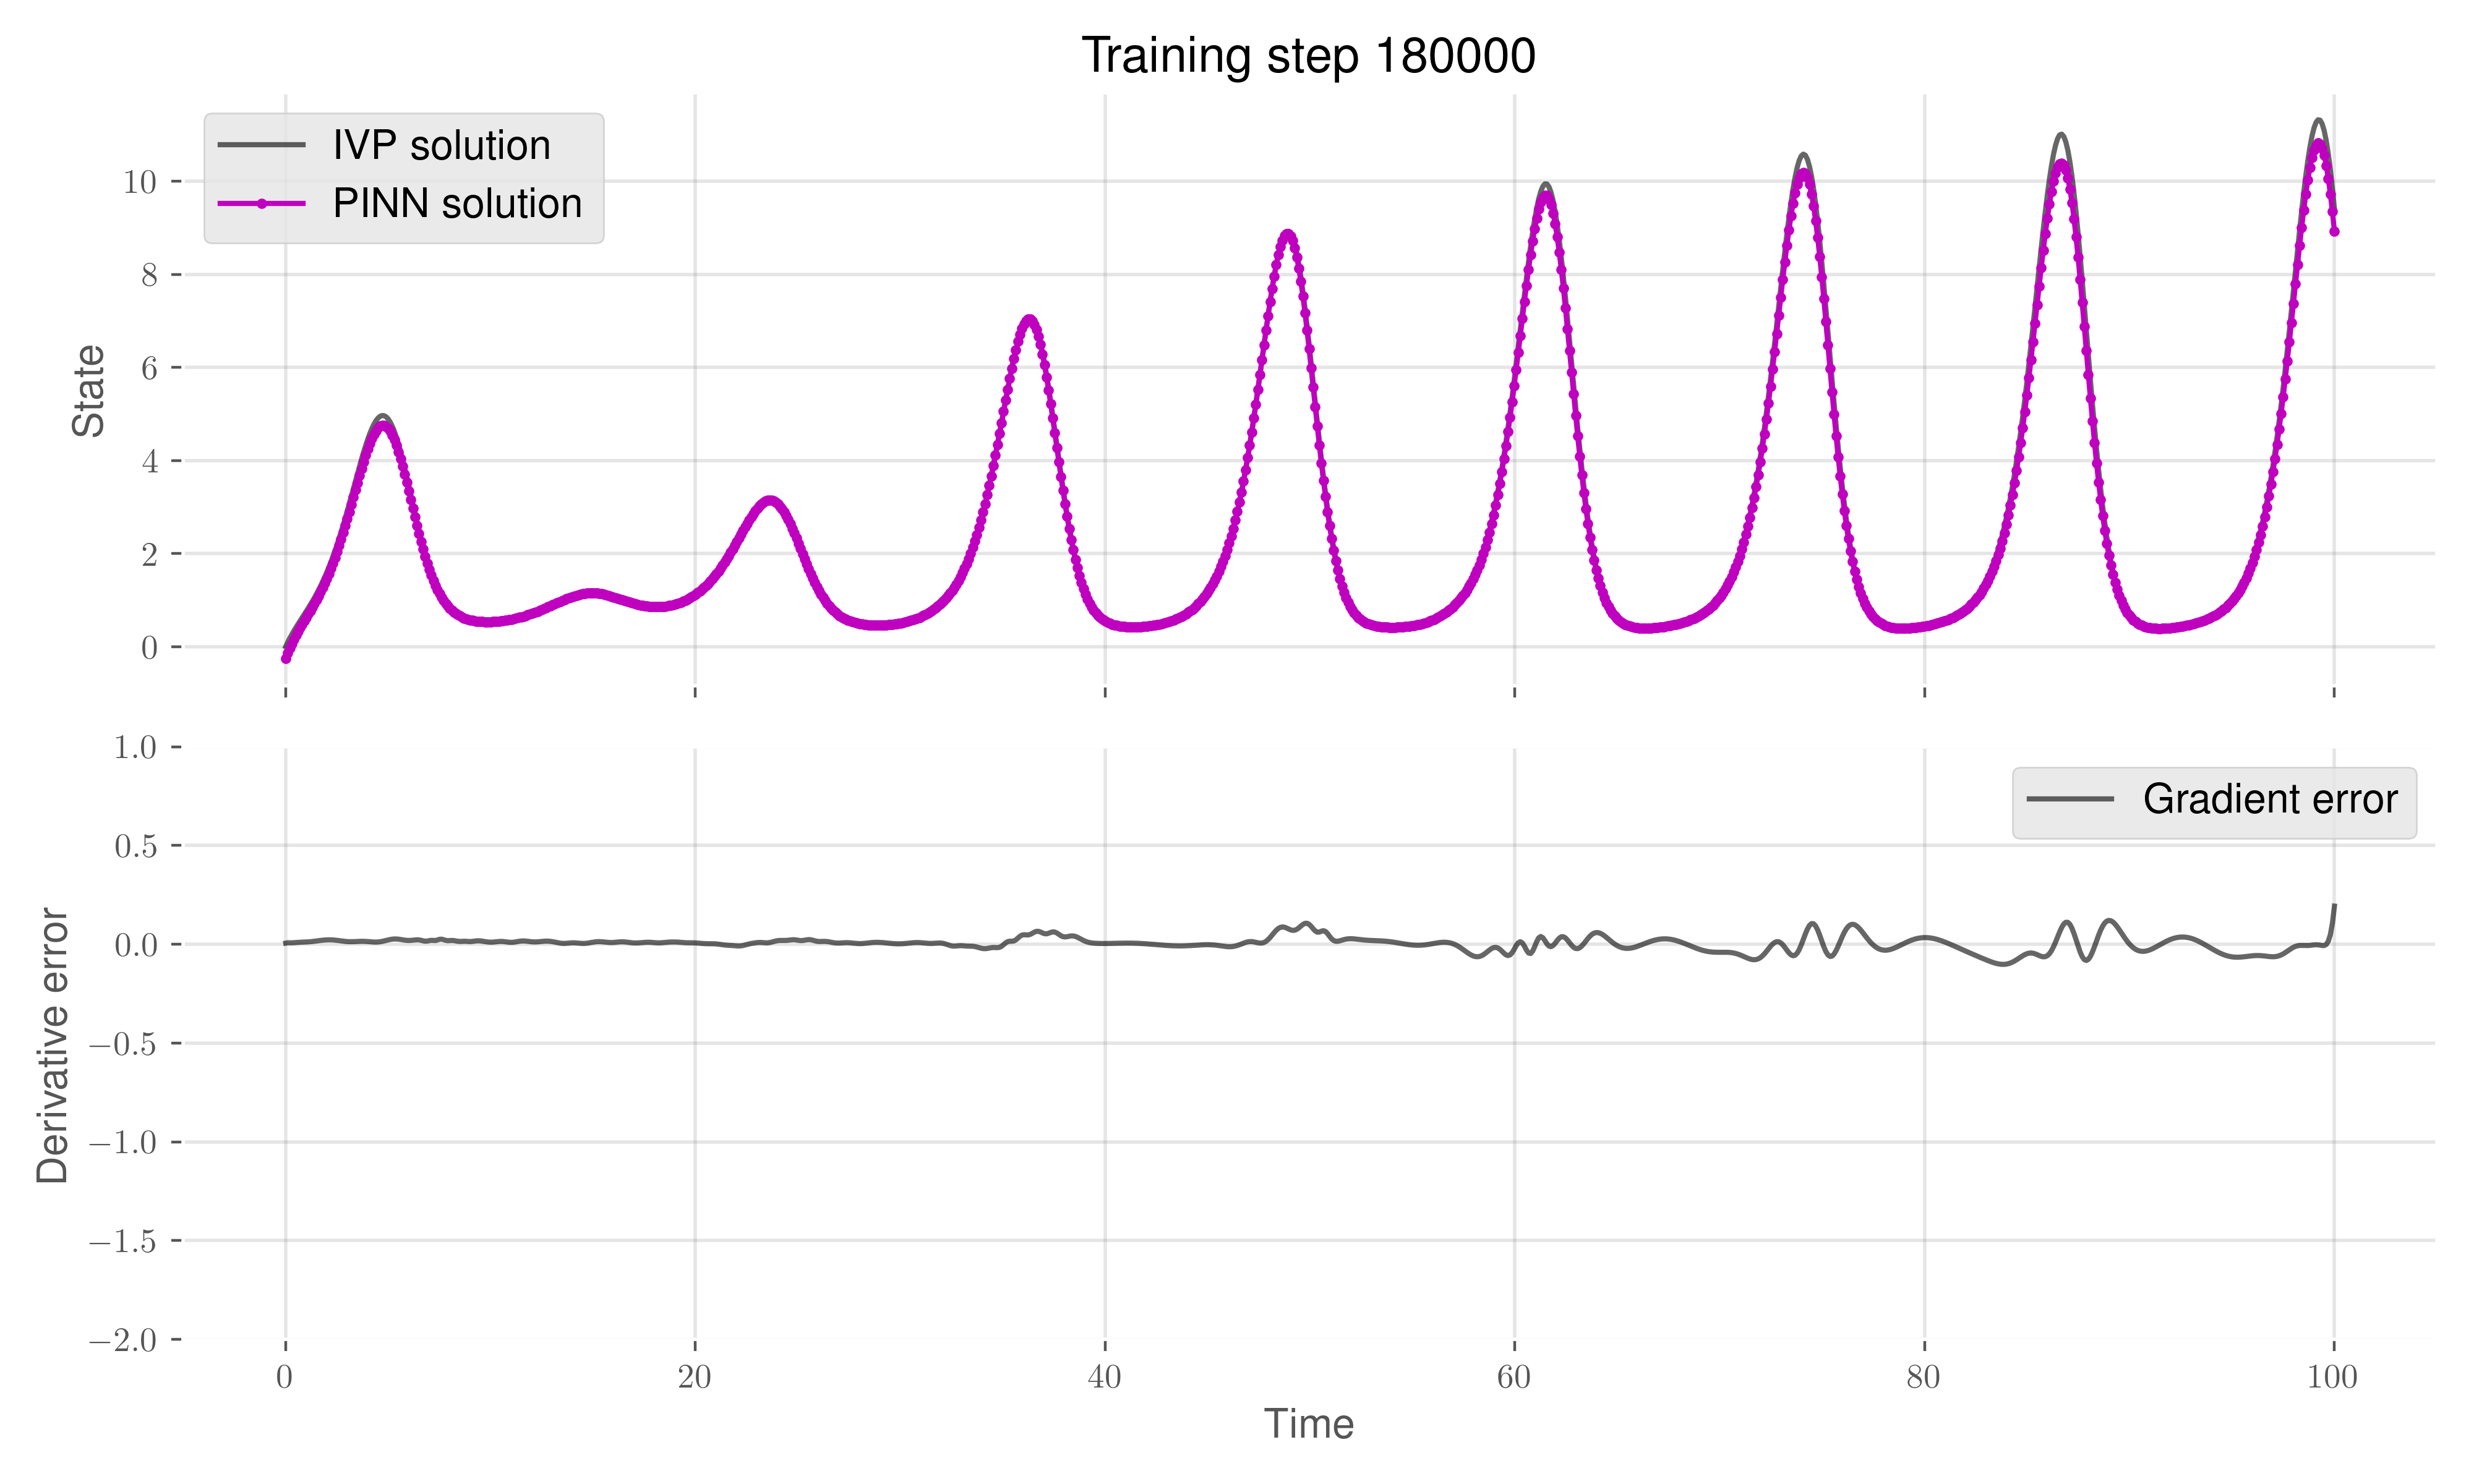 Training step 180000
IVP solution
PINN solution
State
10
8
6
4
2
0
Gradient error
Derivative error
1.0
0.5
0.0
−0.5
−1.0
−1.5
−2.0
0 20 40 60 80 100
Time